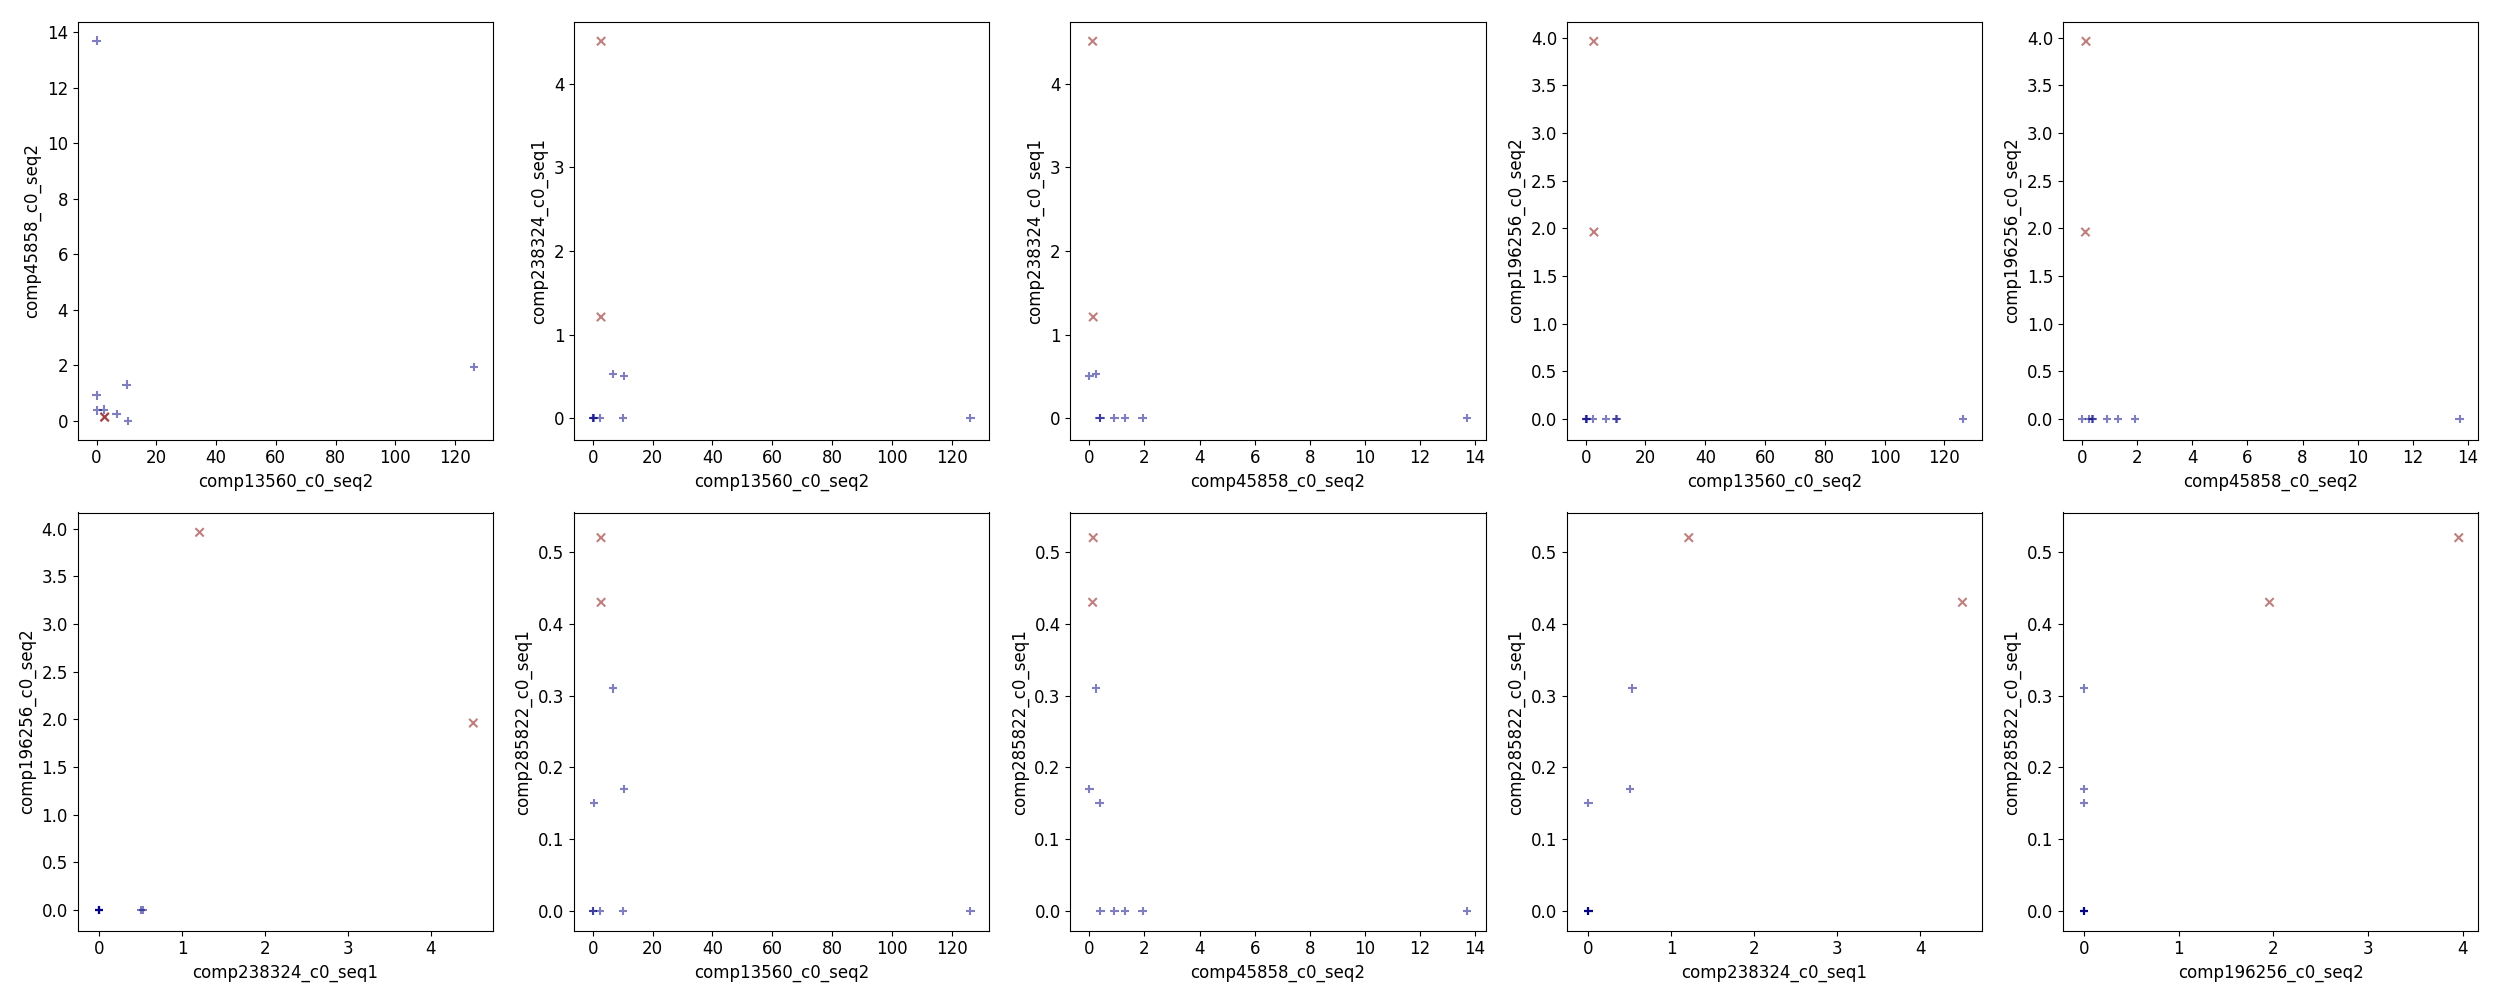 14
12
10
8
6
4
2
0
comp45858_c0_seq2
0 20 40 60 80 100 120
comp13560_c0_seq2
4
3
2
1
0
comp238324_c0_seq1
0 20 40 60 80 100 120
comp13560_c0_seq2
4
3
2
1
0
comp238324_c0_seq1
0 2 4 6 8 10 12 14
comp45858_c0_seq2
4.0
3.5
3.0
2.5
2.0
1.5
1.0
0.5
0.0
comp196256_c0_seq2
0 20 40 60 80 100 120
comp13560_c0_seq2
4.0
3.5
3.0
2.5
2.0
1.5
1.0
0.5
0.0
comp196256_c0_seq2
0 2 4 6 8 10 12 14
comp45858_c0_seq2
4.0
3.5
3.0
2.5
2.0
1.5
1.0
0.5
0.0
comp196256_c0_seq2
0 1 2 3 4
comp238324_c0_seq1
0.5
0.4
0.3
0.2
0.1
0.0
comp285822_c0_seq1
0 20 40 60 80 100 120
comp13560_c0_seq2
0.5
0.4
0.3
0.2
0.1
0.0
comp285822_c0_seq1
0 2 4 6 8 10 12 14
comp45858_c0_seq2
0.5
0.4
0.3
0.2
0.1
0.0
comp285822_c0_seq1
0 1 2 3 4
comp238324_c0_seq1
0.5
0.4
0.3
0.2
0.1
0.0
comp285822_c0_seq1
0 1 2 3 4
comp196256_c0_seq2